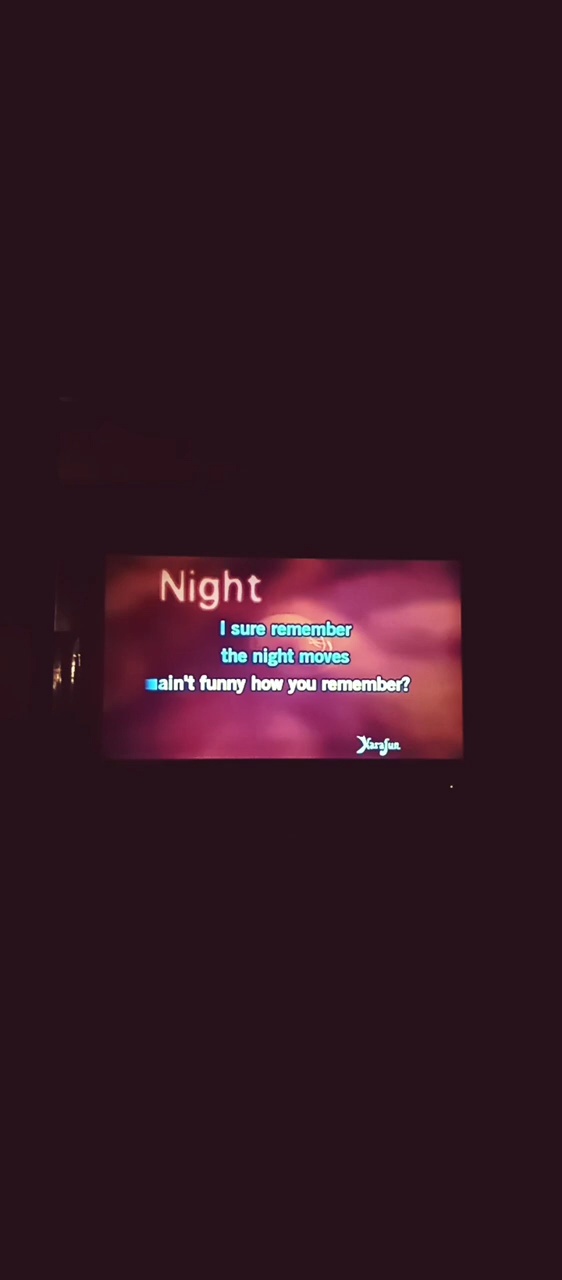 Night
I sure remember
the night moves
ain't funny how you remember?
KaraFun